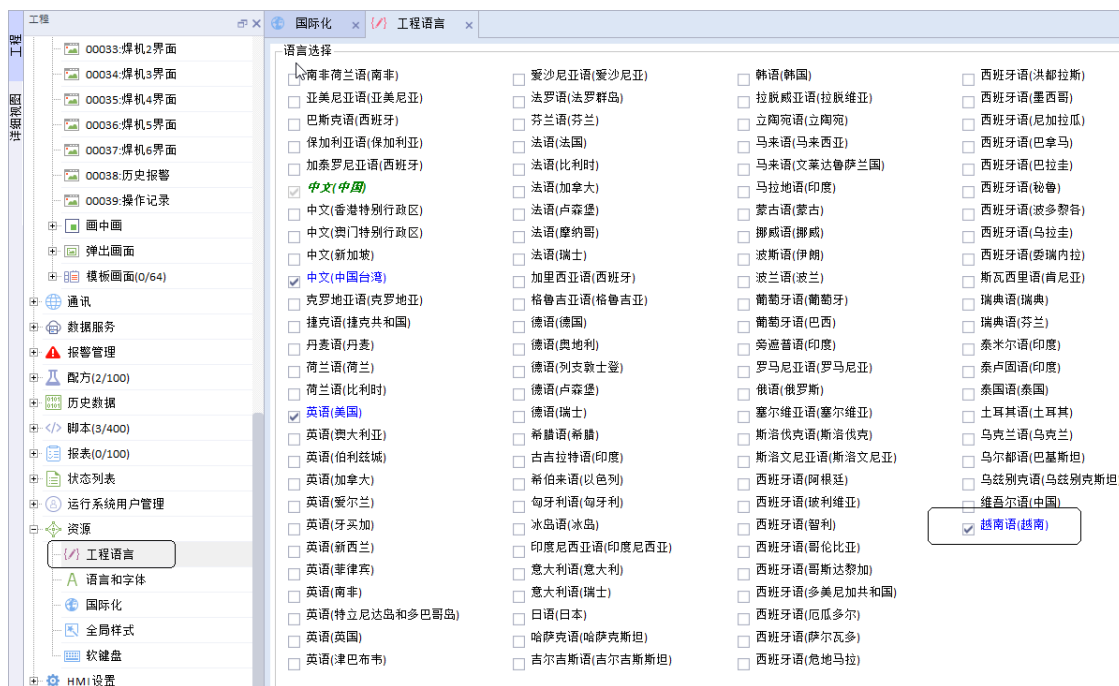 工程
工程
详细视图
00033:焊机2界面
00034:焊机3界面
00035:焊机4界面
00036:焊机5界面
00037:焊机6界面
00038:历史报警
00039:操作记录
画中画
弹出画面
模板画面(0/64)
通讯
数据服务
报警管理
配方(2/100)
历史数据
脚本(3/400)
报表(0/100)
状态列表
运行系统用户管理
资源
工程语言
语言和字体
国际化
全局样式
软键盘
HMI设置
国际化
工程语言
语言选择
南非荷兰语(南非)
亚美尼亚语(亚美尼亚)
巴斯克语(西班牙)
保加利亚语(保加利亚)
加泰罗尼亚语(西班牙)
中文(中国)
中文(香港特别行政区)
中文(澳门特别行政区)
中文(新加坡)
中文(中国台湾)
克罗地亚语(克罗地亚)
捷克语(捷克共和国)
丹麦语(丹麦)
荷兰语(荷兰)
荷兰语(比利时)
英语(美国)
英语(澳大利亚)
英语(伯利兹城)
英语(加拿大)
英语(爱尔兰)
英语(牙买加)
英语(新西兰)
英语(菲律宾)
英语(南非)
英语(特立尼达岛和多巴哥岛)
英语(英国)
英语(津巴布韦)
爱沙尼亚语(爱沙尼亚)
法罗语(法罗群岛)
芬兰语(芬兰)
法语(法国)
法语(比利时)
法语(加拿大)
法语(卢森堡)
法语(摩纳哥)
法语(瑞士)
加里西亚语(西班牙)
格鲁吉亚语(格鲁吉亚)
德语(德国)
德语(奥地利)
德语(列支敦士登)
德语(卢森堡)
德语(瑞士)
希腊语(希腊)
古吉拉特语(印度)
希伯来语(以色列)
匈牙利语(匈牙利)
冰岛语(冰岛)
印度尼西亚语(印度尼西亚)
意大利语(意大利)
意大利语(瑞士)
日语(日本)
哈萨克语(哈萨克斯坦)
吉尔吉斯语(吉尔吉斯斯坦)
韩语(韩国)
拉脱威亚语(拉脱维亚)
立陶宛语(立陶宛)
马来语(马来西亚)
马来语(文莱达鲁萨兰国)
马拉地语(印度)
蒙古语(蒙古)
挪威语(挪威)
波斯语(伊朗)
波兰语(波兰)
葡萄牙语(葡萄牙)
葡萄牙语(巴西)
旁遮普语(印度)
罗马尼亚语(罗马尼亚)
俄语(俄罗斯)
塞尔维亚语(塞尔维亚)
斯洛伐克语(斯洛伐克)
斯洛文尼亚语(斯洛文尼亚)
西班牙语(阿根廷)
西班牙语(玻利维亚)
西班牙语(智利)
西班牙语(哥伦比亚)
西班牙语(哥斯达黎加)
西班牙语(多美尼加共和国)
西班牙语(厄瓜多尔)
西班牙语(萨尔瓦多)
西班牙语(危地马拉)
西班牙语(洪都拉斯)
西班牙语(墨西哥)
西班牙语(尼加拉瓜)
西班牙语(巴拿马)
西班牙语(巴拉圭)
西班牙语(秘鲁)
西班牙语(波多黎各)
西班牙语(乌拉圭)
西班牙语(委瑞内拉)
斯瓦西里语(肯尼亚)
瑞典语(瑞典)
瑞典语(芬兰)
泰米尔语(印度)
泰卢固语(印度)
泰国语(泰国)
土耳其语(土耳其)
乌克兰语(乌克兰)
乌尔都语(巴基斯坦)
乌兹别克语(乌兹别克斯坦
维吾尔语(中国)
越南语(越南)